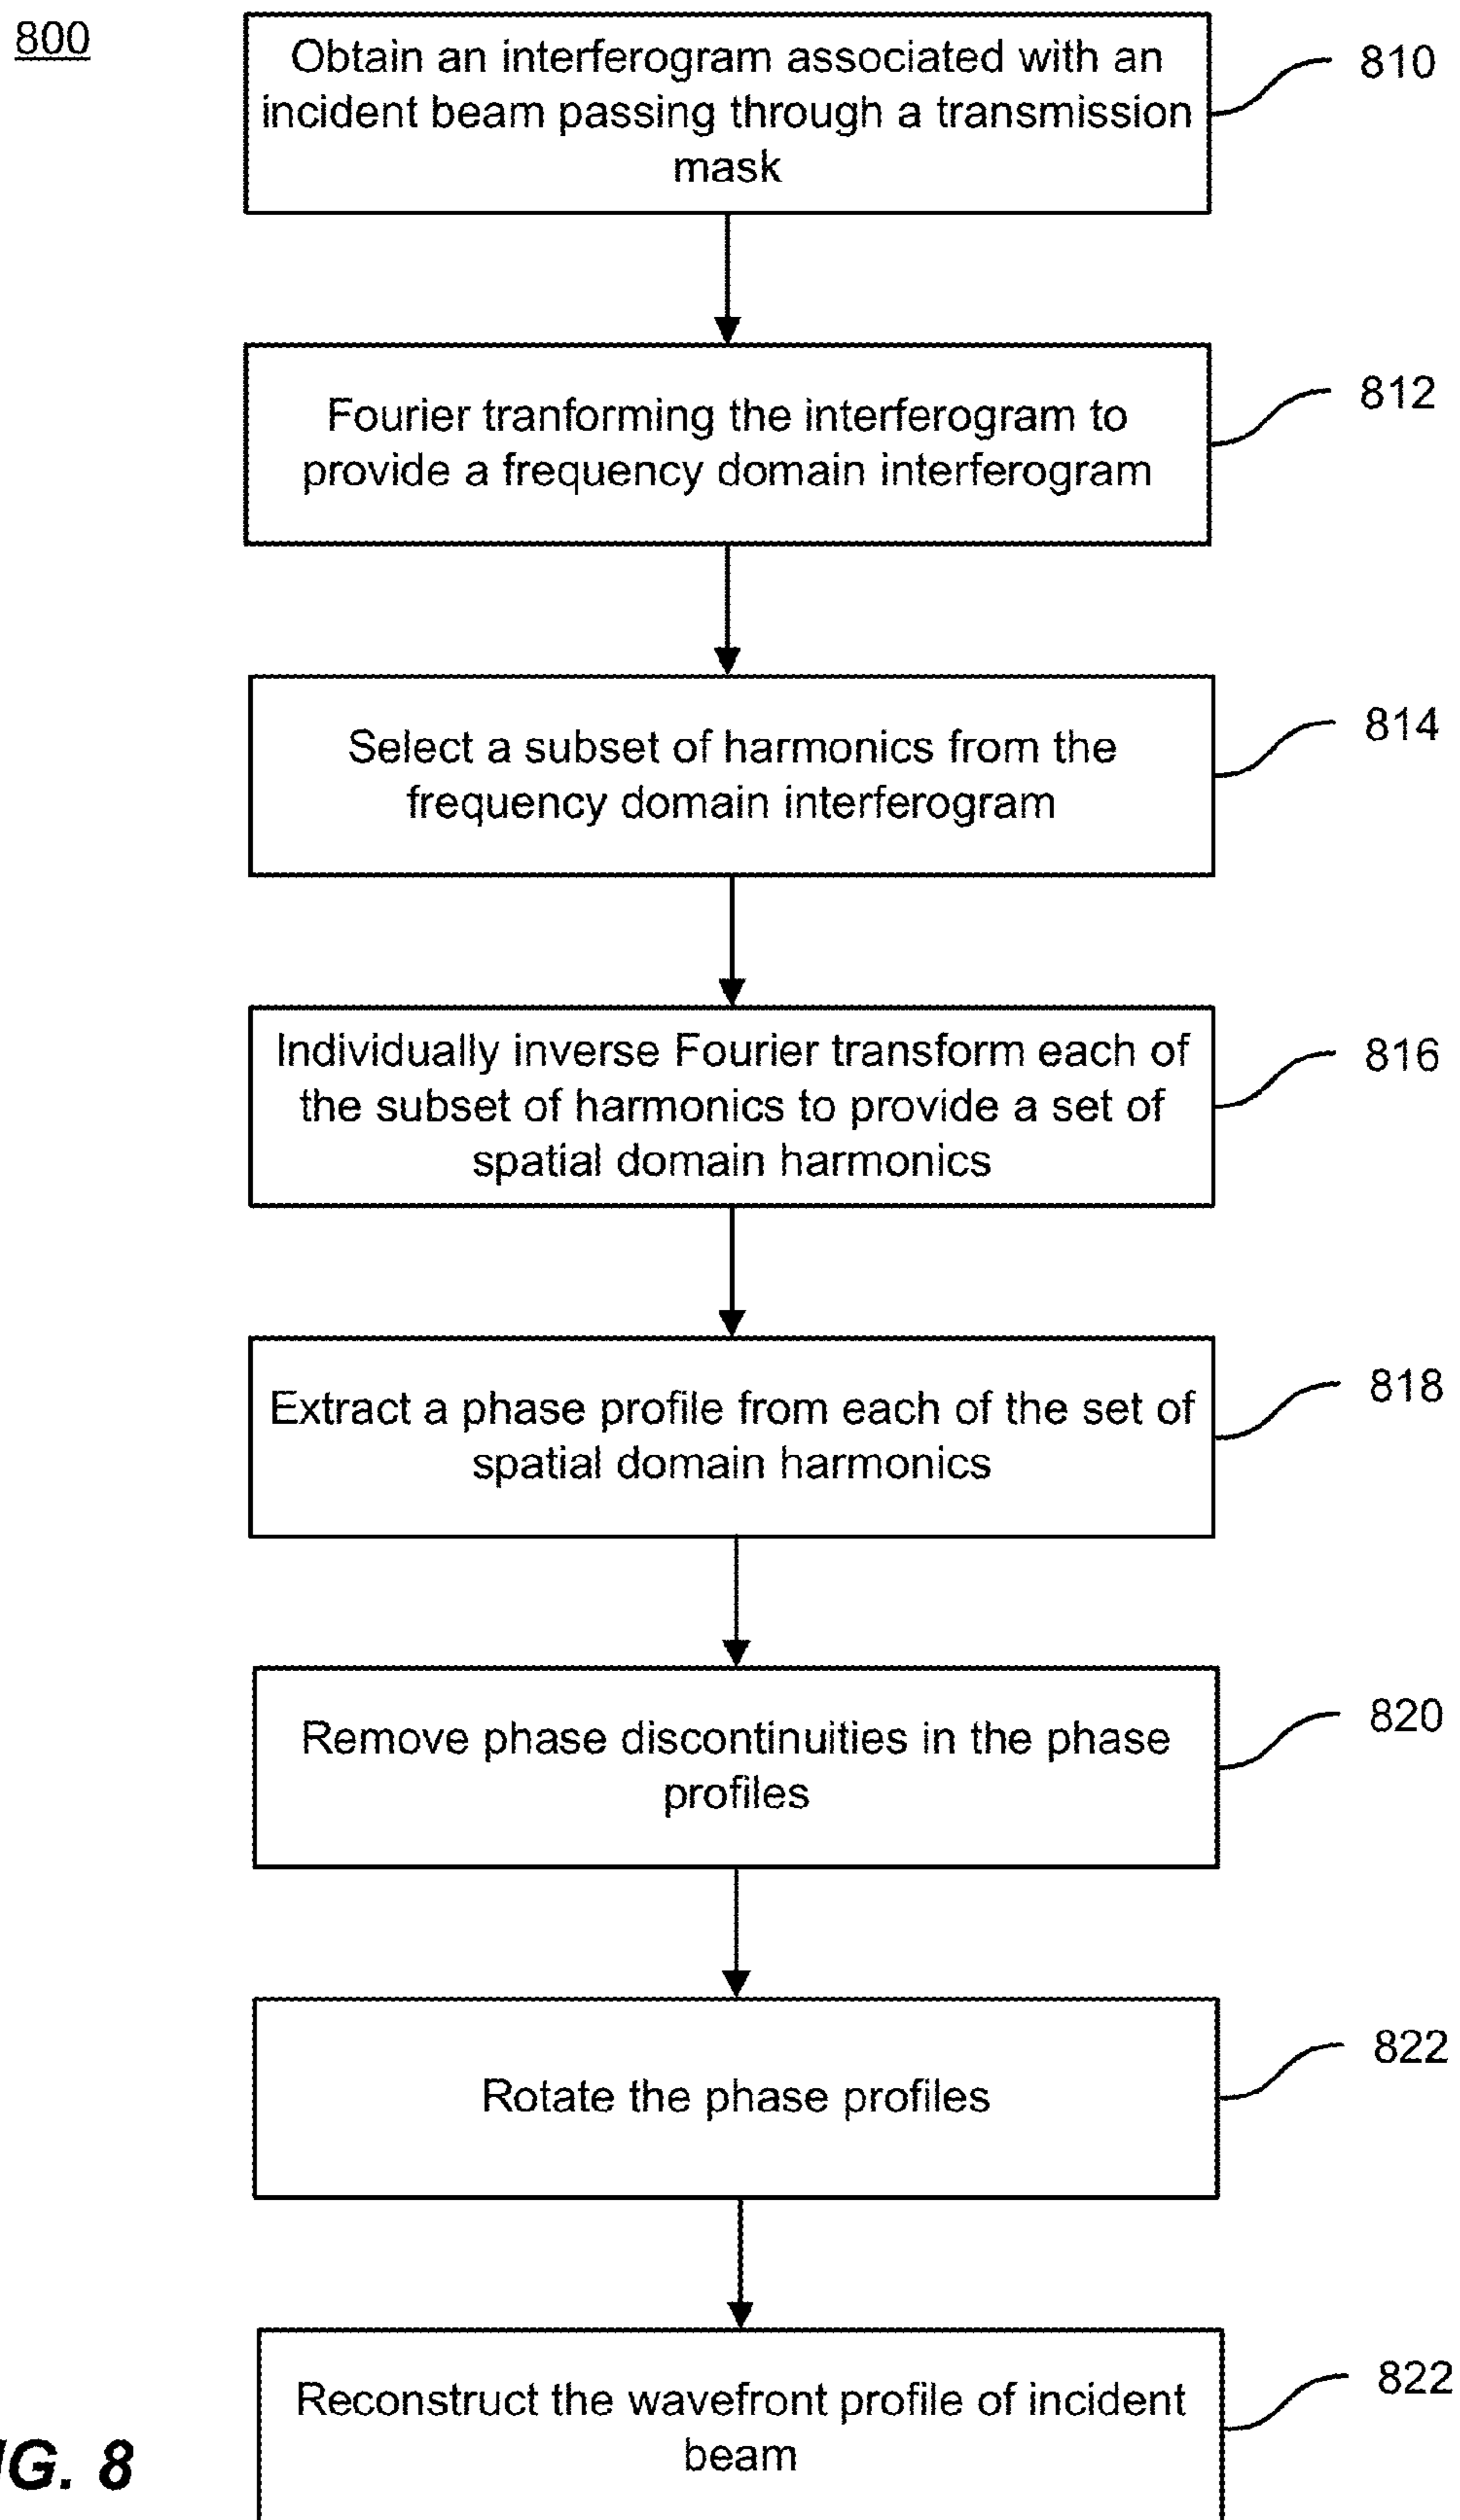 800
Obtain an interferogram associated with an
incident beam passing through a transmission
mask
810
Fourier tranforming the interferogram to
provide a frequency domain interferogram
812
Select a subset of harmonics from the
frequency domain interferogram
814
Individually inverse Fourier transform each of
the subset of harmonics to provide a set of
spatial domain harmonics
816
Extract a phase profile from each of the set of
spatial domain harmonics
818
Remove phase discontinuities in the phase
profiles
820
Rotate the phase profiles
822
Reconstruct the wavefront profile of incident
beam
822
IG. 8